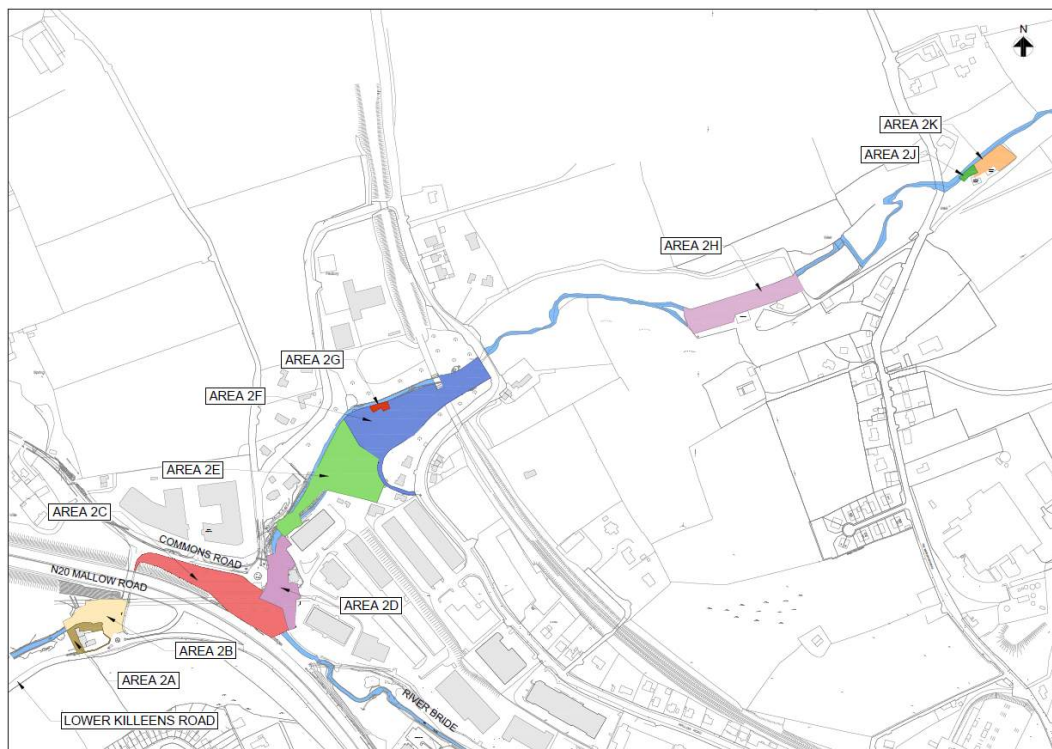 N
AREA 2K
AREA 2J
AREA 2H
AREA 2G
AREA 2F
AREA 2E
AREA 2C
COMMONS ROAD
N20 MALLOW ROAD
AREA 2D
AREA 2B
AREA 2A
RIVER BRIDE
LOWER KILLEENS ROAD